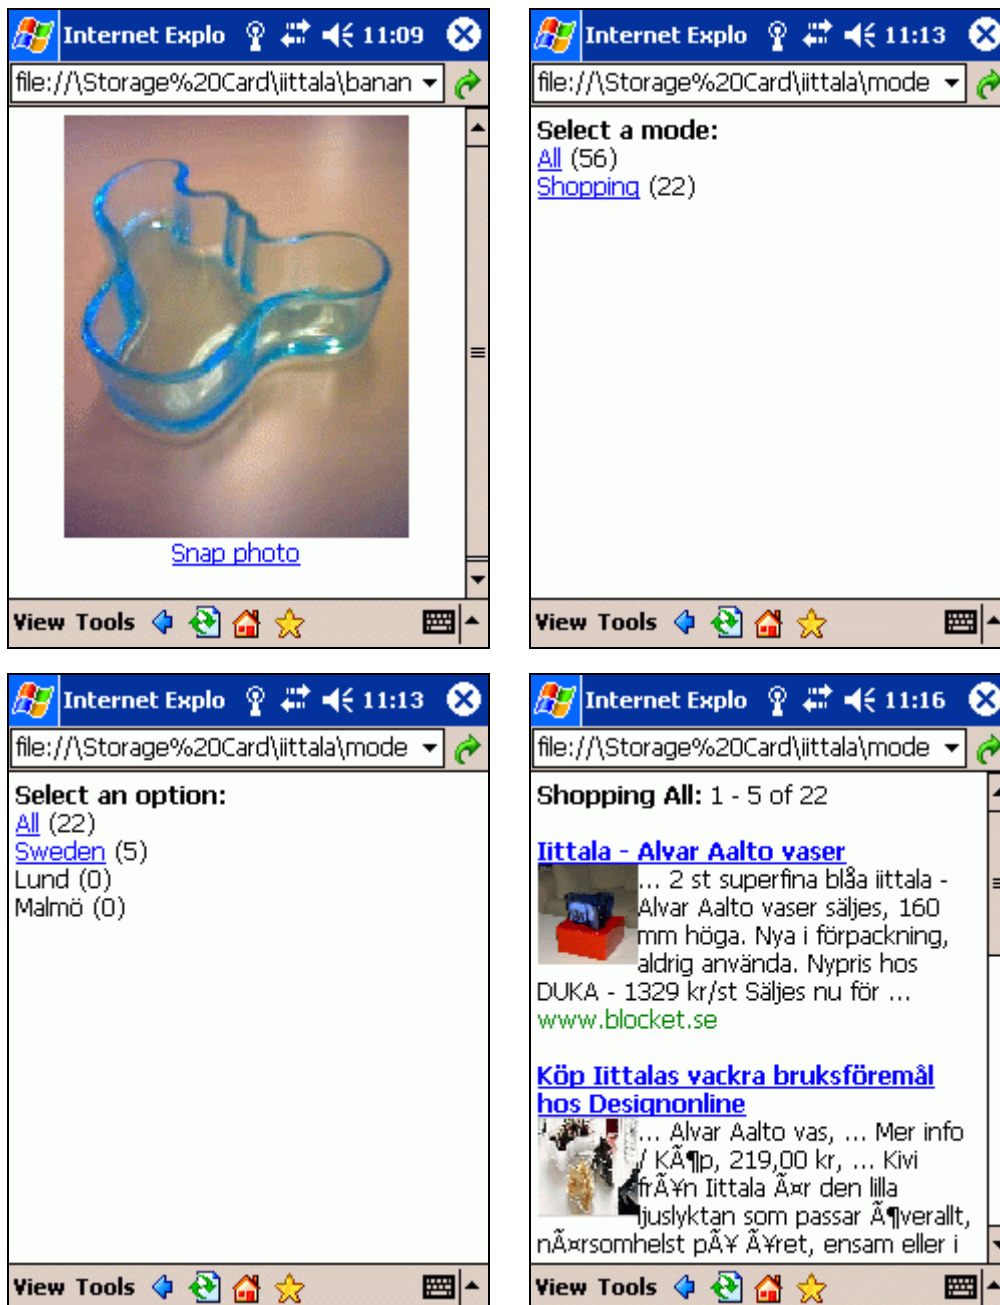 Internet Explo 11:09
file://\Storage%20Card\iittala\banan
Snap photo
View Tools
Internet Explo 11:13
file://\Storage%20Card\iittala\mode
Select a mode:
All (56)
Shopping (22)
View Tools
Internet Explo 11:13
file://\Storage%20Card\iittala\mode
Select an option:
All (22)
Sweden (5)
Lund (0)
Malmö (0)
View Tools
Internet Explo 11:16
file://\Storage%20Card\iittala\mode
Shopping All: 1 - 5 of 22
Iittala - Alvar Aalto vaser
... 2 st superfina blåa iittala -
Alvar Aalto vaser säljes, 160
mm höga. Nya i förpackning,
aldrig använda. Nypris hos
DUKA - 1329 kr/st Säljes nu för ...
www.blocket.se
Köp Iittalas vackra bruksföremål
hos Designonline
... Alvar Aalto vas, ... Mer info
/ KÃ¶p, 219,00 kr, ... Kivi
frÃ¥n Iittala Ã¤r den lilla
ljuslyktan som passar Ã¶verallt,
nÃ¤rsomhelst pÃ¥ Ã¥ret, ensam eller i
View Tools